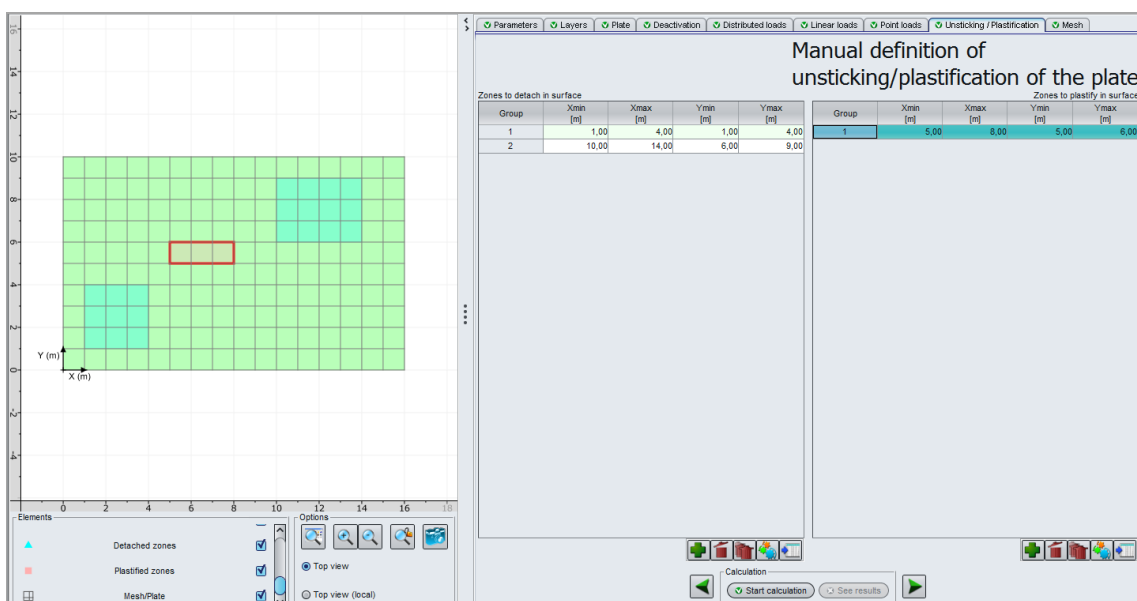 Parameters Layers Plate Deactivation Distributed loads Linear loads Point loads Unsticking / Plastification Mesh
Manual definition of
unsticking/plastification of the plate
Zones to detach in surface
Group Xmin [m] Xmax [m] Ymin [m] Ymax [m]
1 1,00 4,00 1,00 4,00
2 10,00 14,00 6,00 9,00
Zones to plastify in surface
Group Xmin [m] Xmax [m] Ymin [m] Ymax [m]
1 5,00 8,00 5,00 6,00
16
14
12
10
8
6
4
2
0
-2
-4
Y (m)
X (m)
0 2 4 6 8 10 12 14 16 18
Elements
Detached zones
Plastified zones
Mesh/Plate
Options
Top view
Top view (local)
Calculation
Start calculation
See results